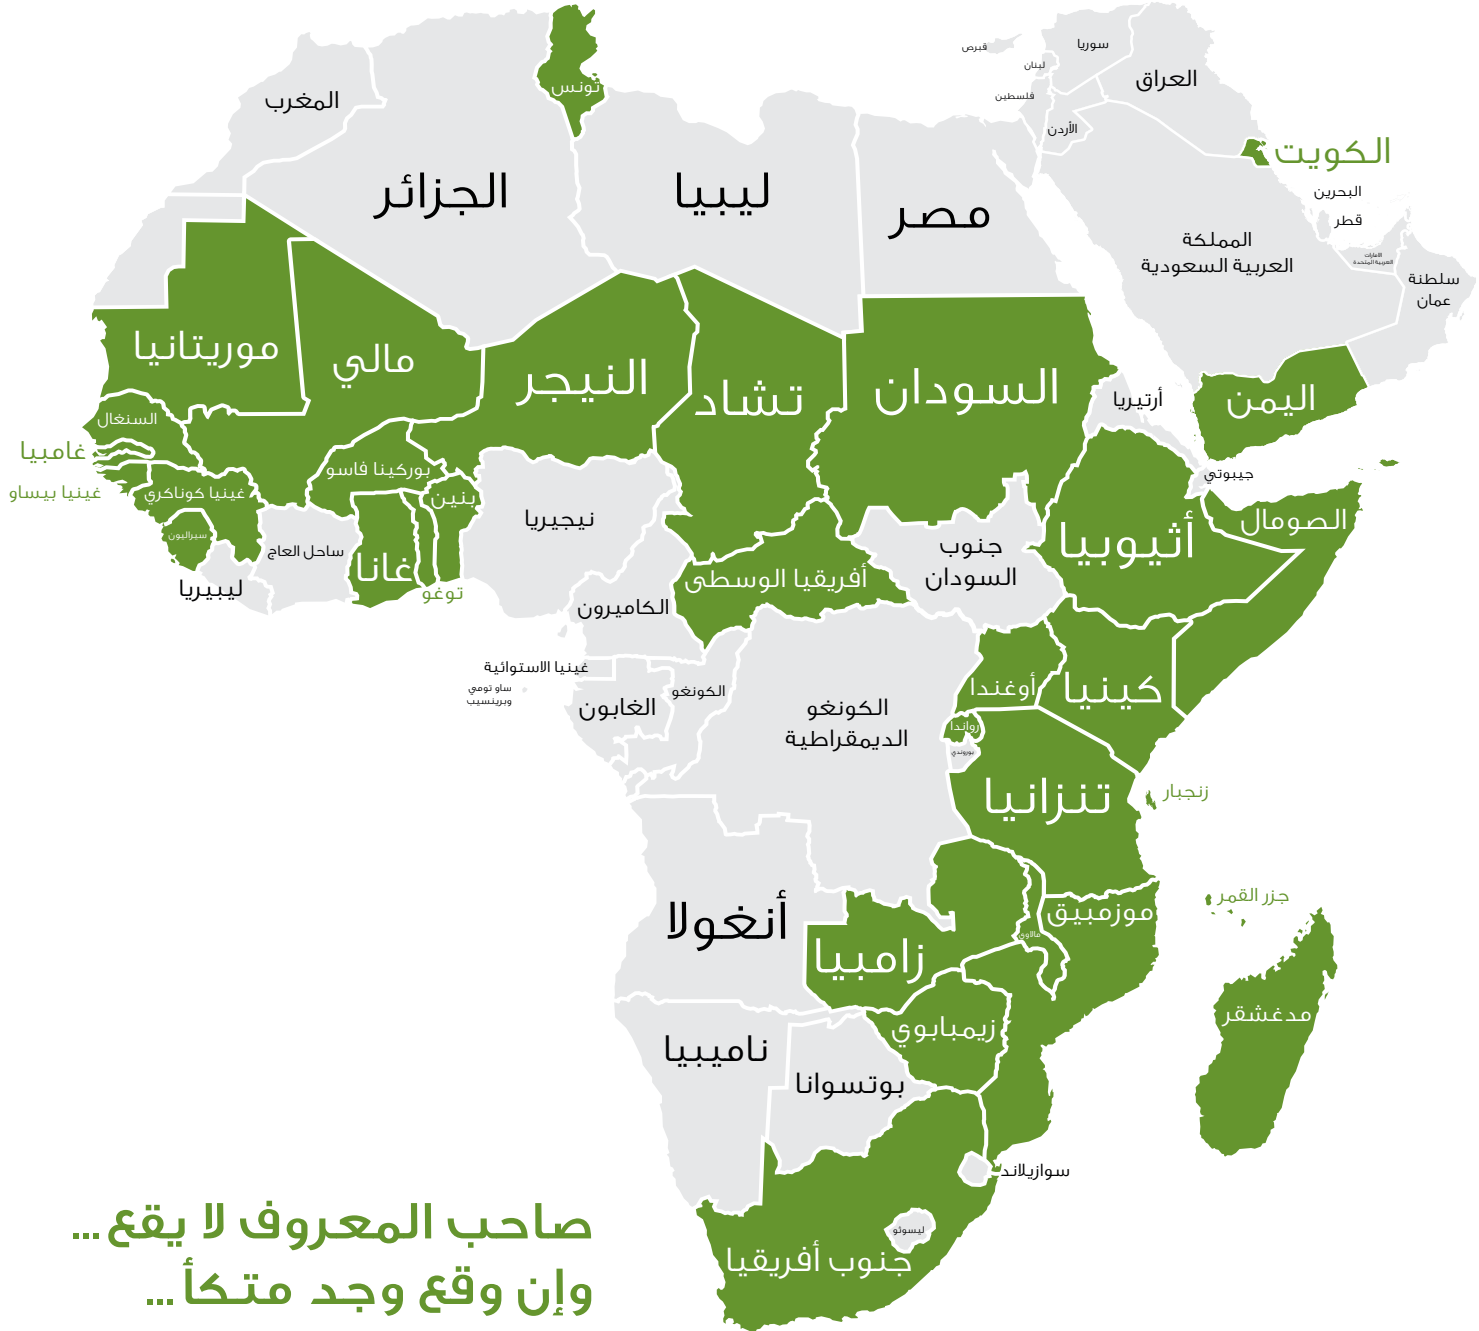 قبرص
سوريا
لبنان
العراق
فلسطين
الأردن
الكويت
البحرين
قطر
المملكة
العربية السعودية
الامارات
العربية المتحدة
سلطنة
عمان
اليمن
تونس
المغرب
الجزائر
ليبيا
مصر
موريتانيا
مالي
النيجر
تشاد
السودان
أرتيريا
جيبوتي
السنغال
غامبيا
غينيا بيساو
غينيا كوناكري
سيراليون
ليبيريا
ساحل العاج
بوركينا فاسو
غانا
توغو
بنين
نيجيريا
الكاميرون
أفريقيا الوسطى
جنوب
السودان
أثيوبيا
الصومال
غينيا الاستوائية
ساو تومي
وبرينسيب
الغابون
الكونغو
الكونغو
الديمقراطية
أوغندا
كينيا
رواندا
بوروندي
تنزانيا
زنجبار
أنغولا
زامبيا
مالاوي
موزمبيق
جزر القمر
مدغشقر
زيمبابوي
ناميبيا
بوتسوانا
سوازيلاند
ليسوتو
جنوب أفريقيا
صاحب المعروف لا يقع ...
وإن وقع وجد متكأ ...